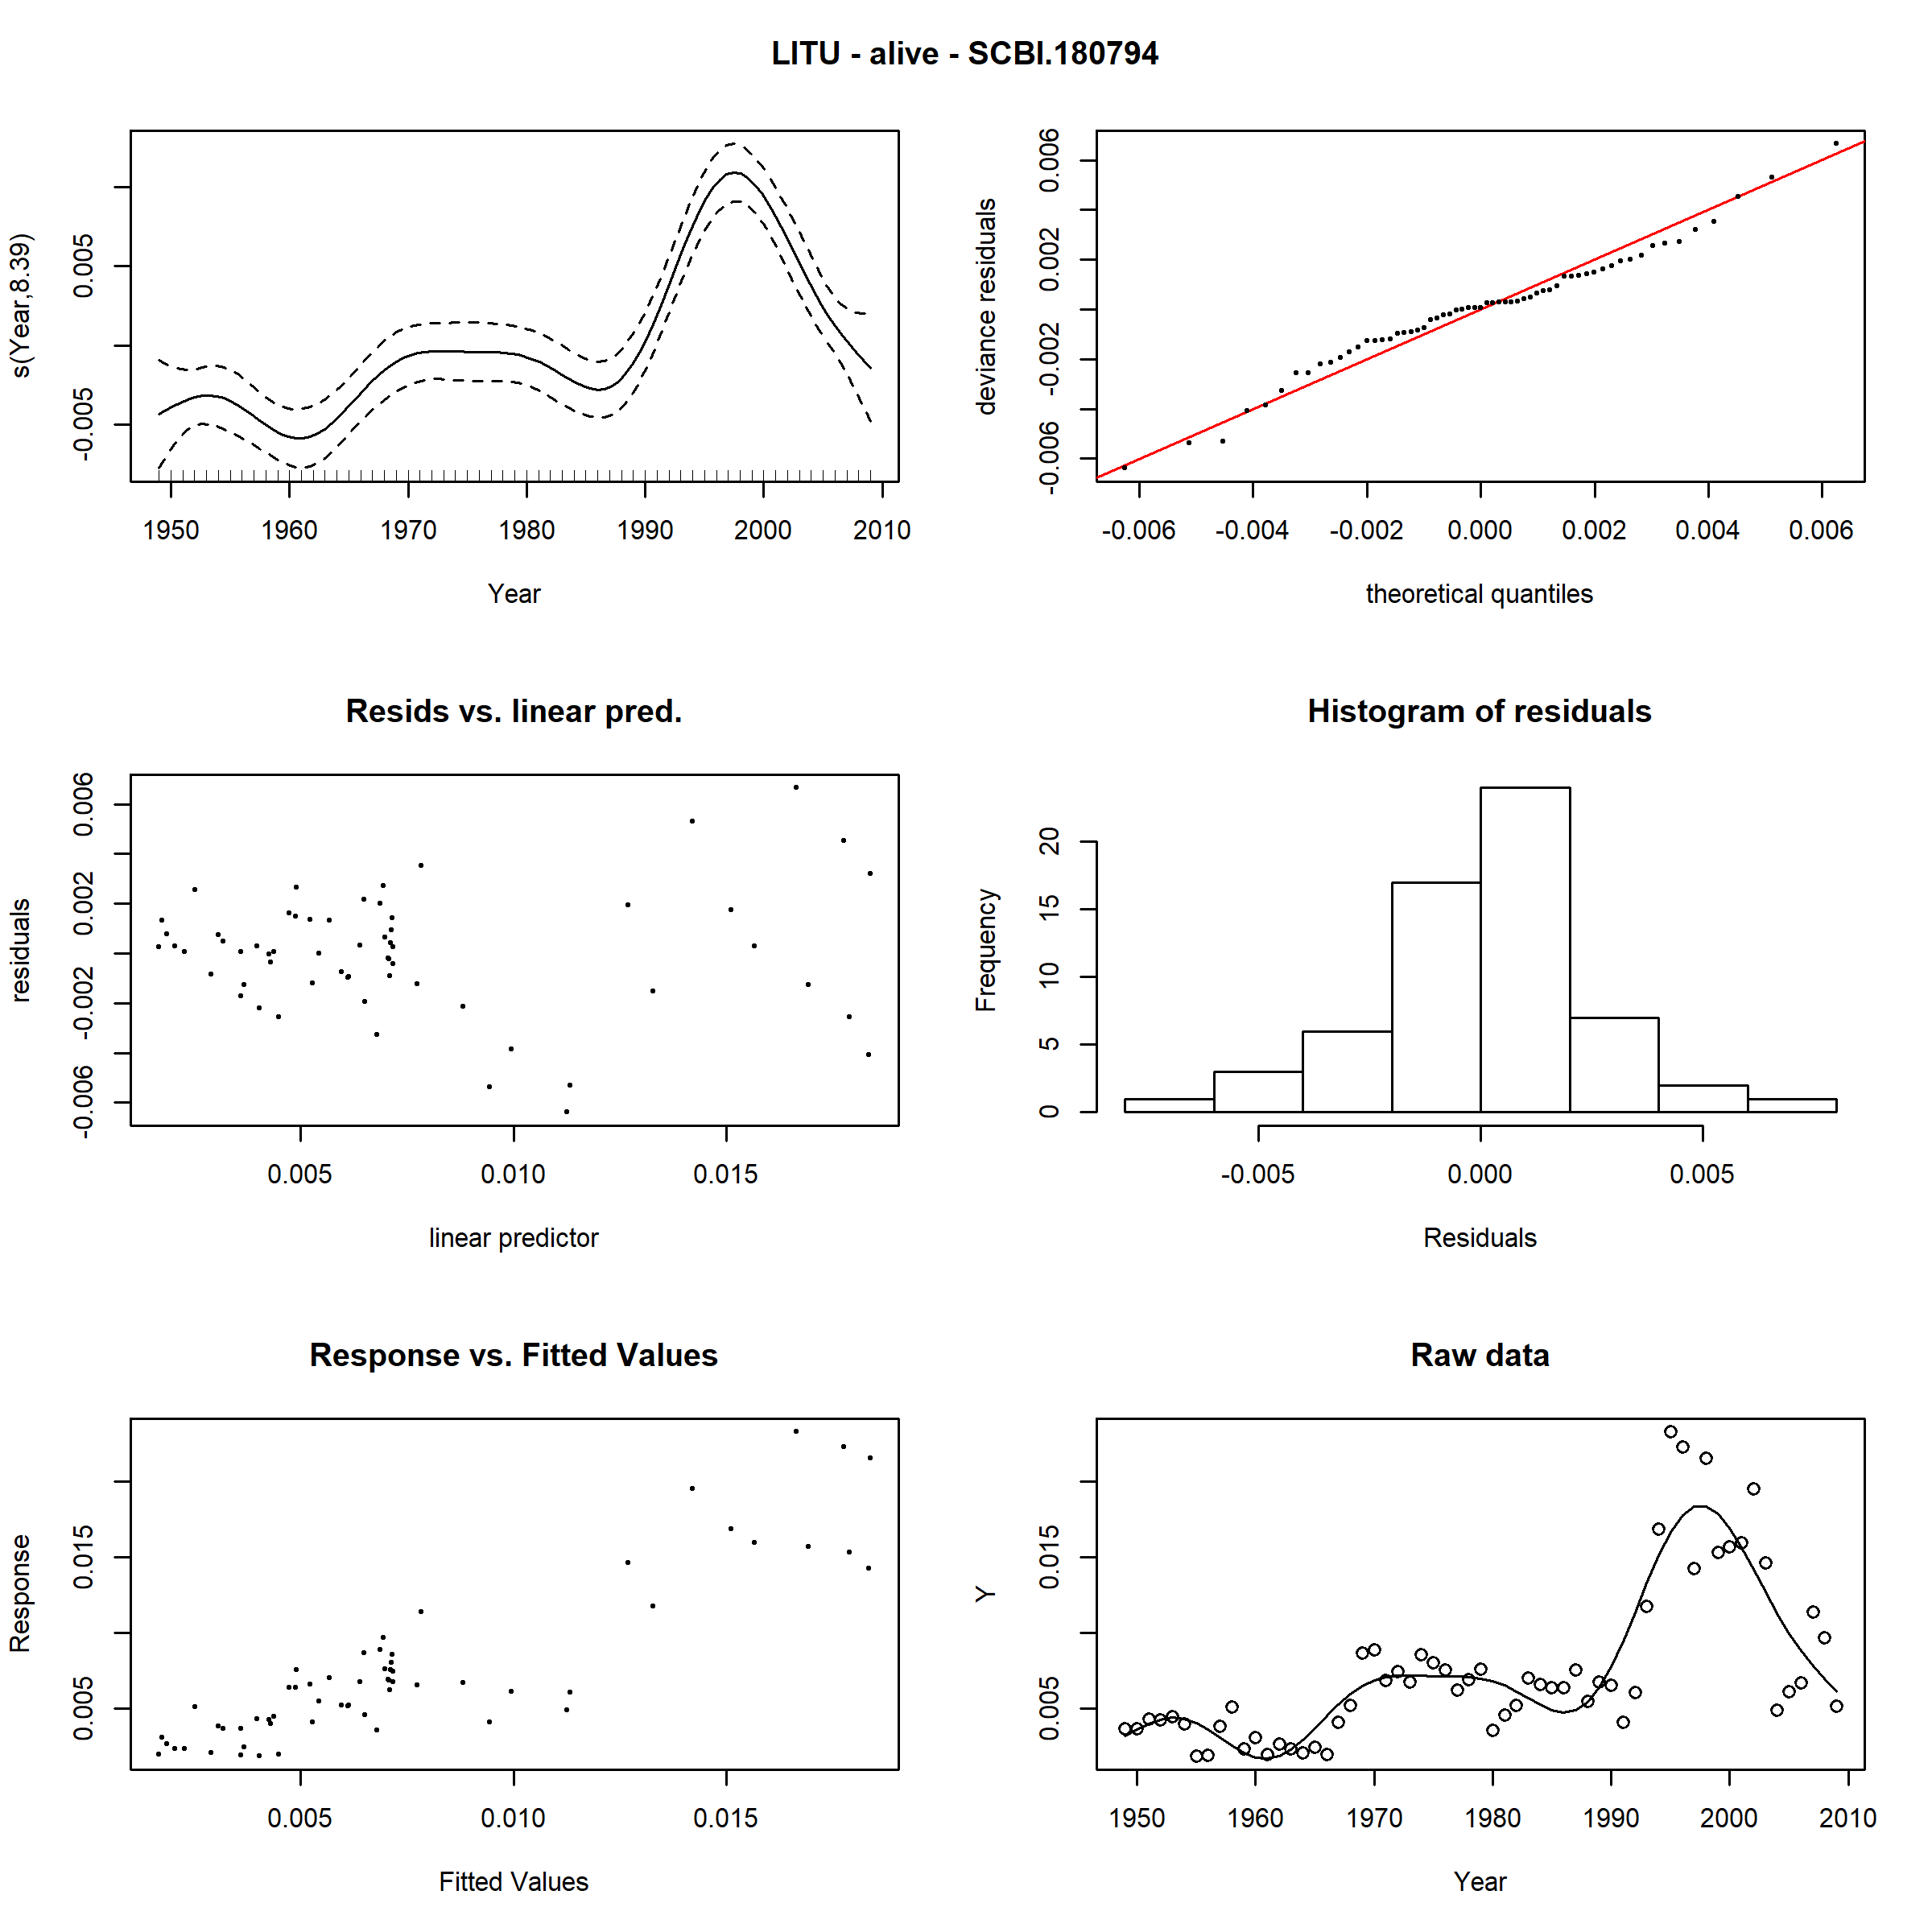 LITU - alive - SCBI.180794
s(Year,8.39)
-0.005 0.005
1950 1960 1970 1980 1990 2000 2010
Year
deviance residuals
-0.006 -0.002 0.002 0.006
-0.006 -0.004 -0.002 0.000 0.002 0.004 0.006
theoretical quantiles
Resids vs. linear pred.
residuals
-0.006 -0.002 0.002 0.006
0.005 0.010 0.015
linear predictor
Histogram of residuals
Frequency
0 5 10 15 20
-0.005 0.000 0.005
Residuals
Response vs. Fitted Values
Response
0.005 0.015
0.005 0.010 0.015
Fitted Values
Raw data
Y
0.005 0.015
1950 1960 1970 1980 1990 2000 2010
Year